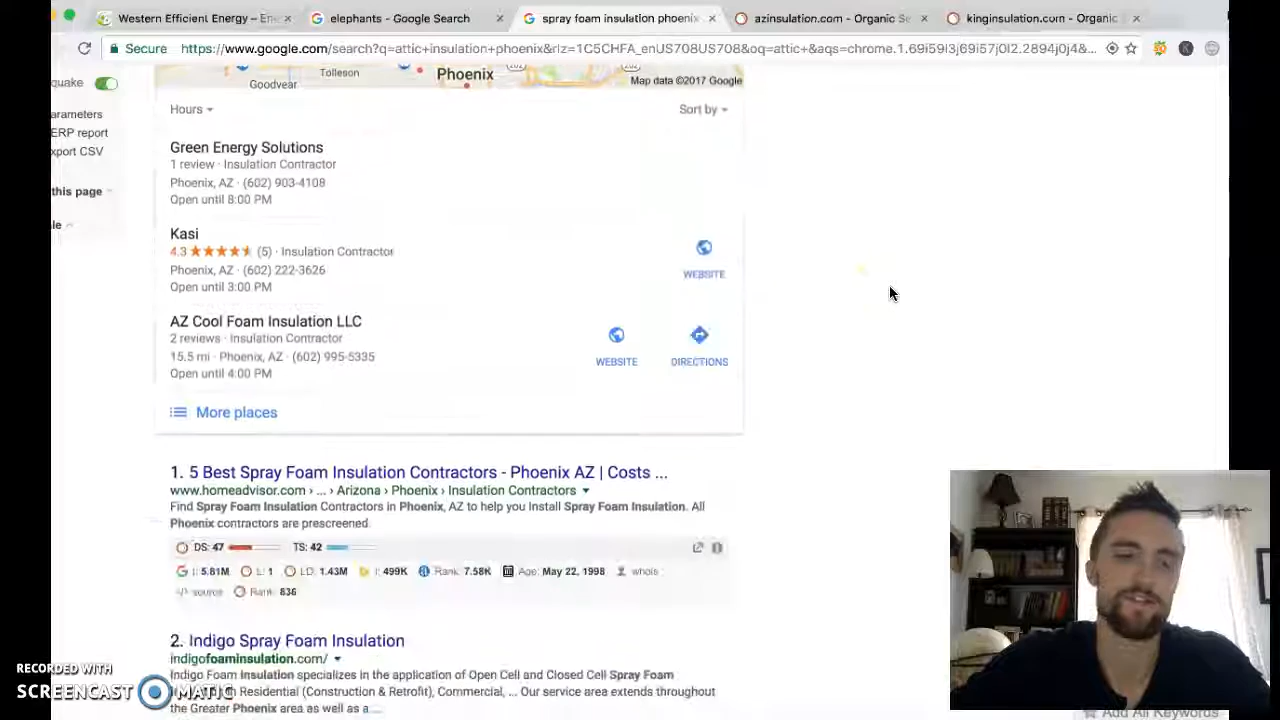 Western Efficient Energy – Ene
elephants - Google Search
spray foam insulation phoenix
azinsulation.com - Organic Se
kinginsulation.com - Organic
Secure
https://www.google.com/search?q=attic+insulation+phoenix&rlz=1C5CHFA_enUS708US708&oq=attic+&aqs=chrome.1.69i59l3j69i57j0l2.2894j0j4&...
quake
arameters
ERP report
xport CSV
this page
ale
Tolleson
Goodyear
Phoenix
202
202
Map data ©2017 Google
Hours
Sort by
Green Energy Solutions
1 review · Insulation Contractor
Phoenix, AZ · (602) 903-4108
Open until 8:00 PM
Kasi
4.3 (5) · Insulation Contractor
Phoenix, AZ · (602) 222-3626
Open until 3:00 PM
WEBSITE
AZ Cool Foam Insulation LLC
2 reviews · Insulation Contractor
15.5 mi · Phoenix, AZ · (602) 995-5335
Open until 4:00 PM
WEBSITE
DIRECTIONS
More places
1. 5 Best Spray Foam Insulation Contractors - Phoenix AZ | Costs ...
www.homeadvisor.com › ... › Arizona › Phoenix › Insulation Contractors
Find Spray Foam Insulation Contractors in Phoenix, AZ to help you Install Spray Foam Insulation. All
Phoenix contractors are prescreened.
DS: 47 TS: 42
I: 5.81M L: 1 LD: 1.43M I: 499K Rank: 7.58K Age: May 22, 1998 whois
source Rank: 836
2. Indigo Spray Foam Insulation
indigofoaminsulation.com/
Indigo Foam Insulation specializes in the application of Open Cell and Closed Cell Spray Foam
in Residential (Construction & Retrofit), Commercial, ... Our service area extends throughout
the Greater Phoenix area as well as a ...
RECORDED WITH
SCREENCAST MATIC
Add All Keywords